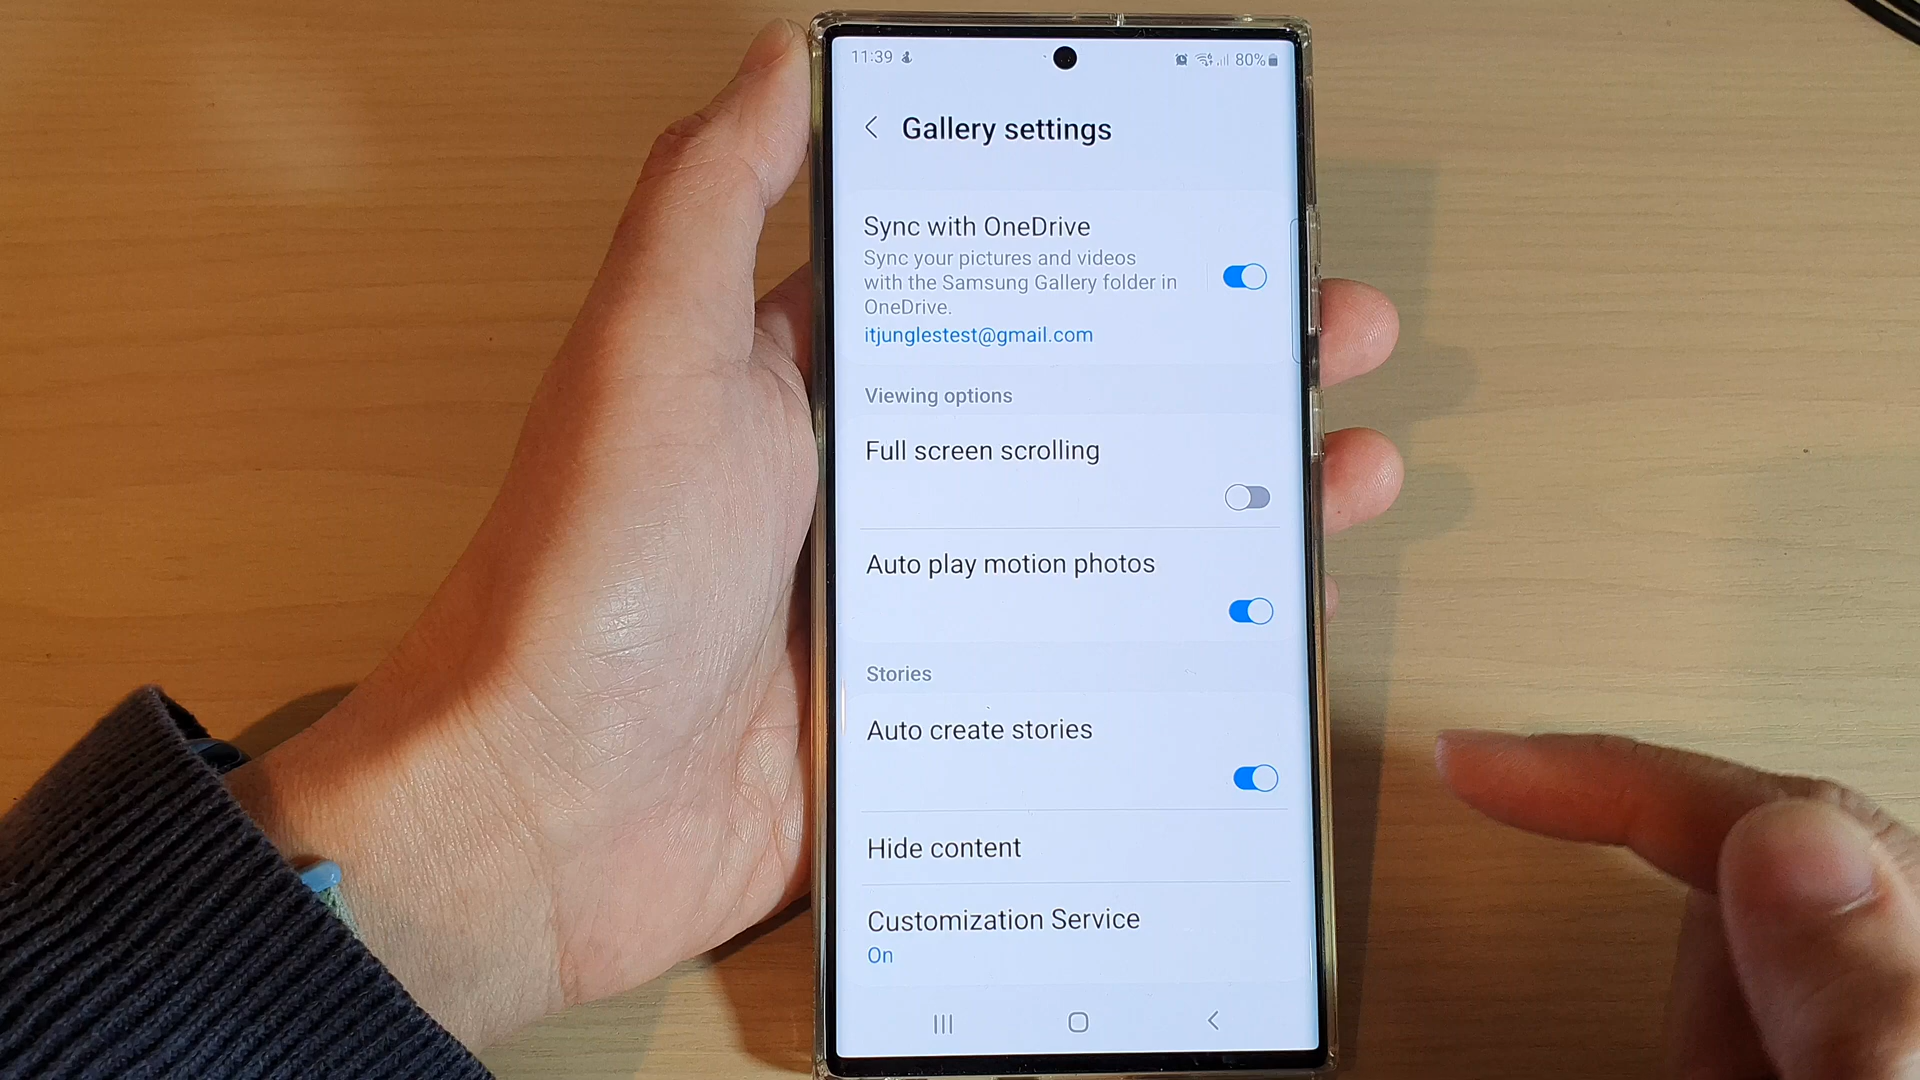 11:39
80%
Gallery settings
Sync with OneDrive
Sync your pictures and videos
with the Samsung Gallery folder in
OneDrive.
itjunglestest@gmail.com
Viewing options
Full screen scrolling
Auto play motion photos
Stories
Auto create stories
Hide content
Customization Service
On